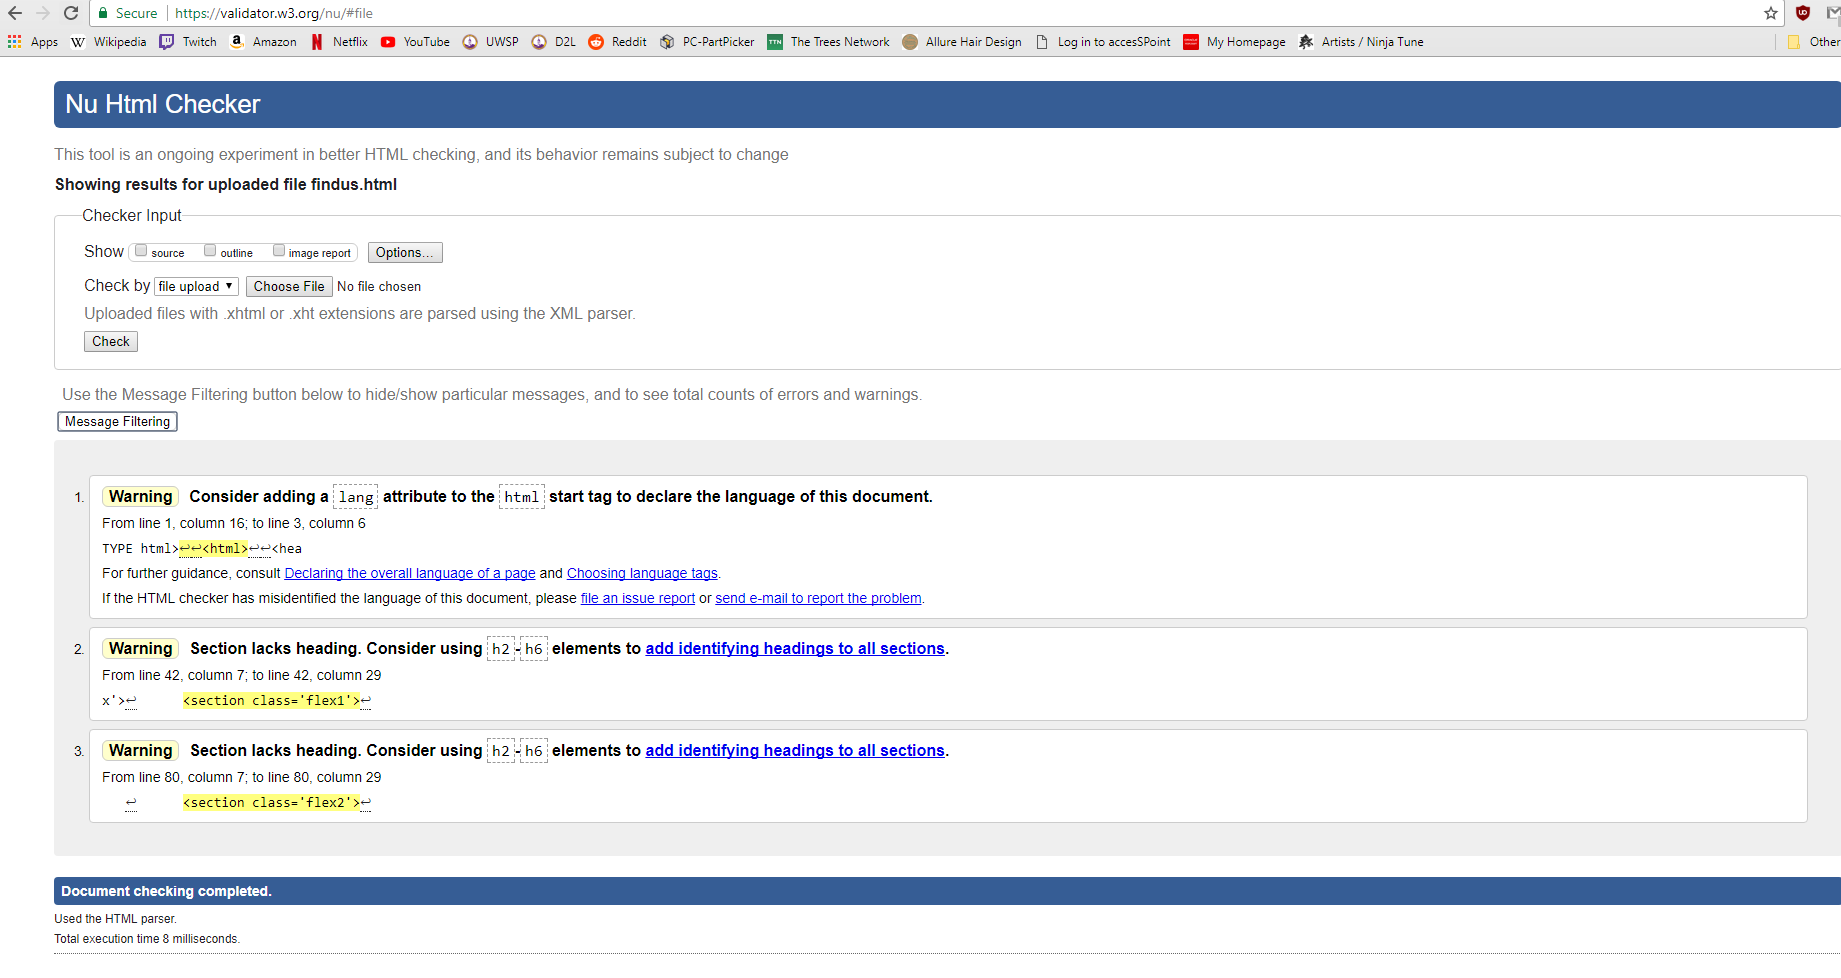 Secure https://validator.w3.org/nu/#file
Apps W Wikipedia Twitch a Amazon N Netflix YouTube UWSP D2L Reddit PC-PartPicker TTN The Trees Network Allure Hair Design Log in to accesSPoint My Homepage Artists / Ninja Tune Other
Nu Html Checker
This tool is an ongoing experiment in better HTML checking, and its behavior remains subject to change
Showing results for uploaded file findus.html
Checker Input
Show source outline image report Options...
Check by file upload ▼ Choose File No file chosen
Uploaded files with .xhtml or .xht extensions are parsed using the XML parser.
Check
Use the Message Filtering button below to hide/show particular messages, and to see total counts of errors and warnings.
Message Filtering
1. Warning Consider adding a lang attribute to the html start tag to declare the language of this document.
From line 1, column 16; to line 3, column 6
TYPE html>↩↩<html>↩↩<hea
For further guidance, consult Declaring the overall language of a page and Choosing language tags.
If the HTML checker has misidentified the language of this document, please file an issue report or send e-mail to report the problem.
2. Warning Section lacks heading. Consider using h2-h6 elements to add identifying headings to all sections.
From line 42, column 7; to line 42, column 29
x'>↩ <section class='flex1'>↩
3. Warning Section lacks heading. Consider using h2-h6 elements to add identifying headings to all sections.
From line 80, column 7; to line 80, column 29
↩ <section class='flex2'>↩
Document checking completed.
Used the HTML parser.
Total execution time 8 milliseconds.